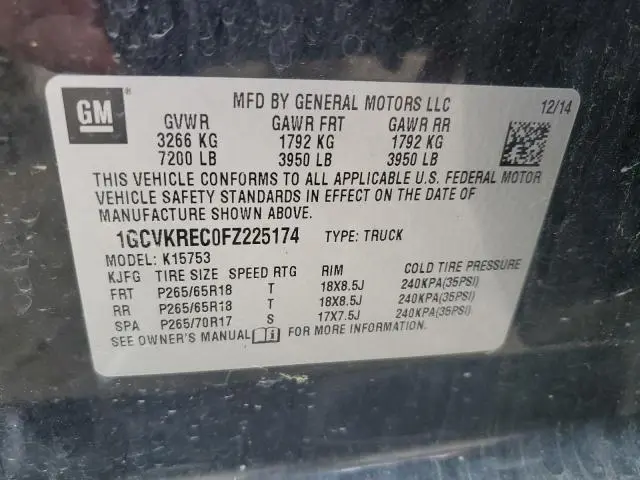 GM ®
MFD BY GENERAL MOTORS LLC 12/14
GVWR GAWR FRT GAWR RR
3266 KG 1792 KG 1792 KG
7200 LB 3950 LB 3950 LB
THIS VEHICLE CONFORMS TO ALL APPLICABLE U.S. FEDERAL MOTOR
VEHICLE SAFETY STANDARDS IN EFFECT ON THE DATE OF
MANUFACTURE SHOWN ABOVE.
1GCVKREC0FZ225174 TYPE: TRUCK
MODEL: K15753
KJFG TIRE SIZE SPEED RTG RIM COLD TIRE PRESSURE
FRT P265/65R18 T 18X8.5J 240KPA(35PSI)
RR P265/65R18 T 18X8.5J 240KPA(35PSI)
SPA P265/70R17 S 17X7.5J 240KPA(35PSI)
SEE OWNER'S MANUAL FOR MORE INFORMATION.